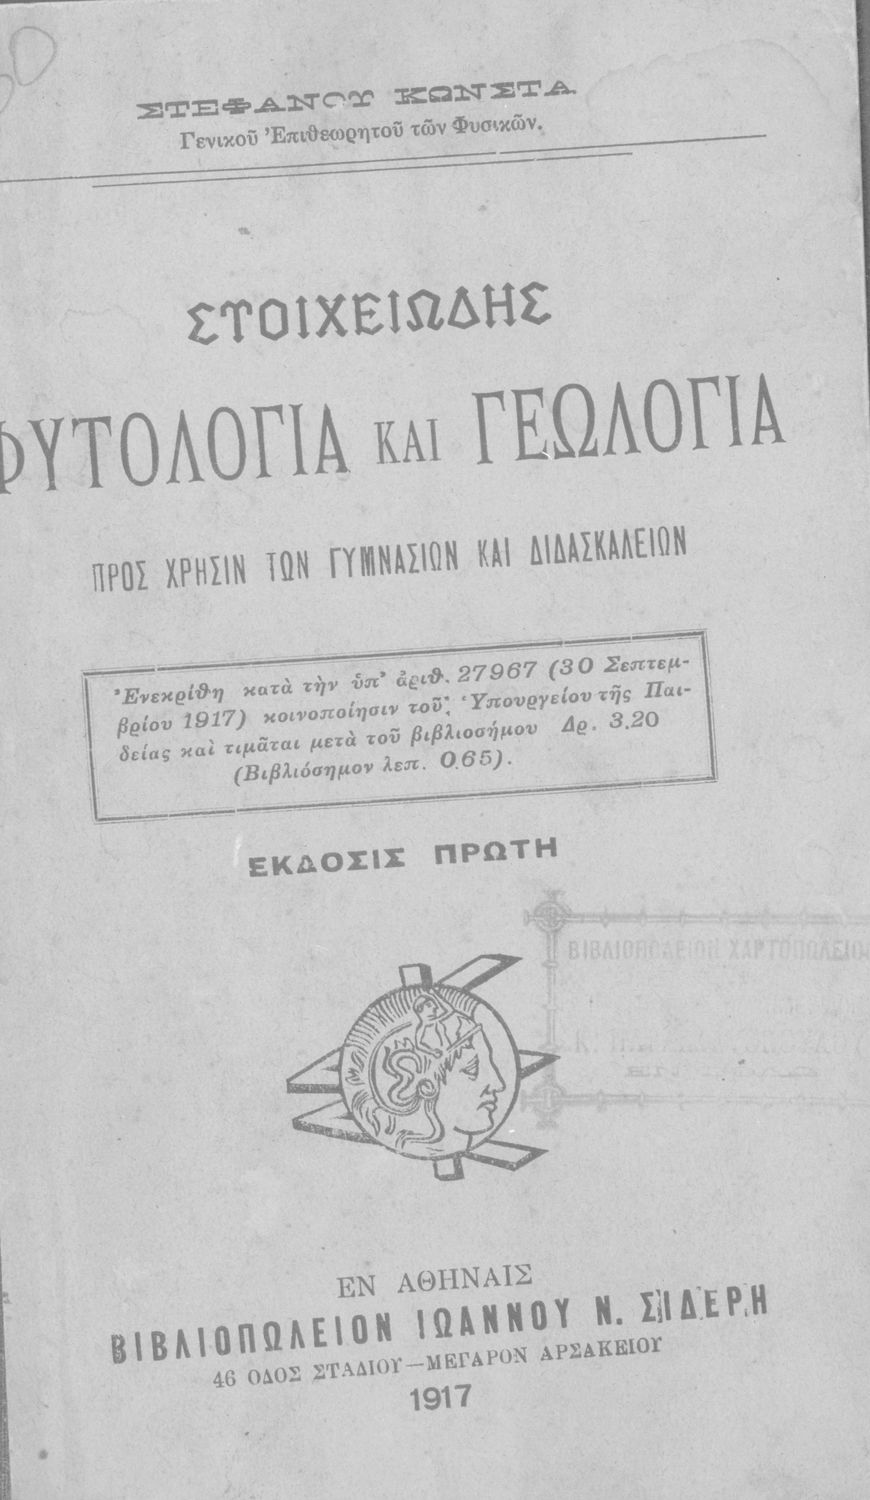 ΣΤΕΦΑΝΟΥ ΚΩΝΣΤΑ
Γενικοῦ Ἐπιθεωρητοῦ τῶν Φυσικῶν.
ΣΤΟΙΧΕΙΩΔΗΣ
ΦΥΤΟΛΟΓΙΑ ΚΑΙ ΓΕΩΛΟΓΙΑ
ΠΡΟΣ ΧΡΗΣΙΝ ΤΩΝ ΓΥΜΝΑΣΙΩΝ ΚΑΙ ΔΙΔΑΣΚΑΛΕΙΩΝ
Ἐνεκρίθη κατὰ τὴν ὑπ' ἀριθ. 27967 (30 Σεπτεμ-
βρίου 1917) κοινοποίησιν τοῦ Ὑπουργείου τῆς Παι-
δείας καὶ τιμᾶται μετὰ τοῦ βιβλιοσήμου Δρ. 3.20
(Βιβλιόσημον λεπ. 0.65).
ΕΚΔΟΣΙΣ ΠΡΩΤΗ
ΒΙΒΛΙΟΠΩΛΕΙΟΝ ΧΑΡΤΟΠΩΛΕΙΟΝ
ΕΝ ΑΘΗΝΑΙΣ
ΒΙΒΛΙΟΠΩΛΕΙΟΝ ΙΩΑΝΝΟΥ Ν. ΣΙΔΕΡΗ
46 ΟΔΟΣ ΣΤΑΔΙΟΥ—ΜΕΓΑΡΟΝ ΑΡΣΑΚΕΙΟΥ
1917